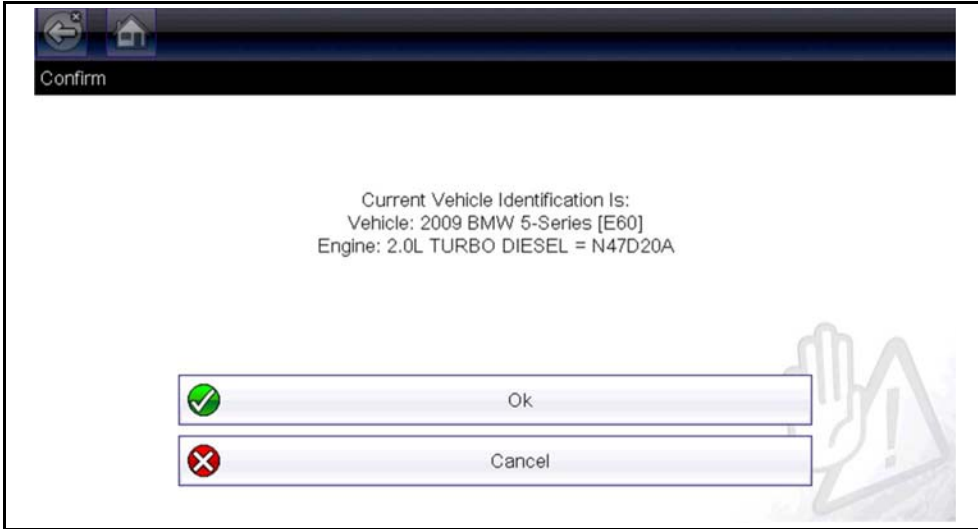 Confirm
Current Vehicle Identification Is:
Vehicle: 2009 BMW 5-Series [E60]
Engine: 2.0L TURBO DIESEL = N47D20A
Ok
Cancel